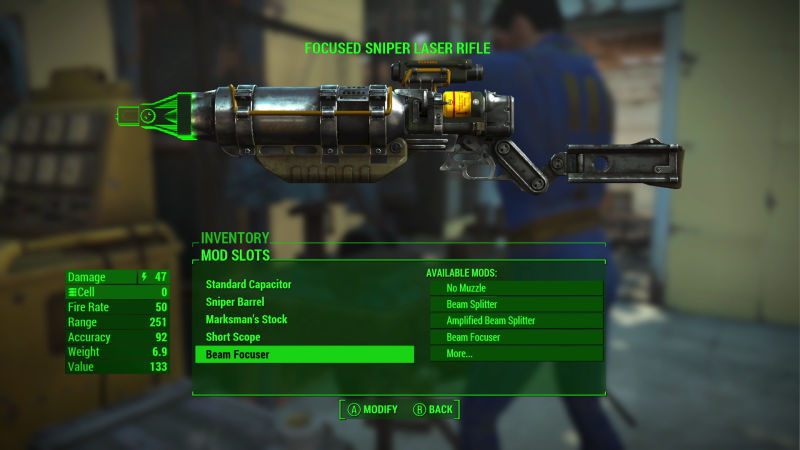 FOCUSED SNIPER LASER RIFLE
INVENTORY
MOD SLOTS
Damage 47
Cell 0
Fire Rate 50
Range 251
Accuracy 92
Weight 6.9
Value 133
Standard Capacitor
Sniper Barrel
Marksman's Stock
Short Scope
Beam Focuser
AVAILABLE MODS:
No Muzzle
Beam Splitter
Amplified Beam Splitter
Beam Focuser
More...
A) MODIFY B) BACK